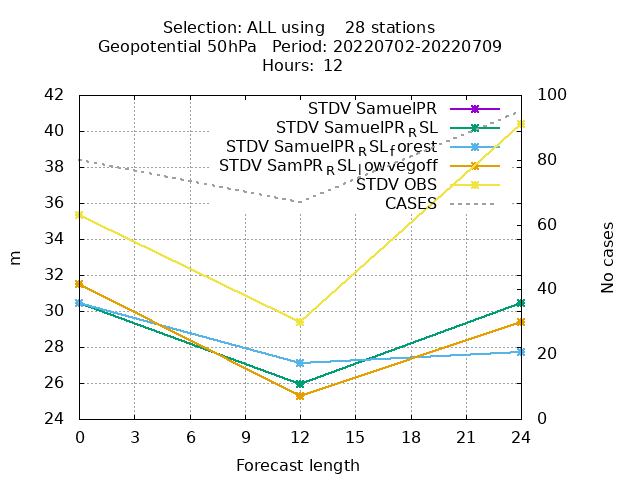 Selection: ALL using 28 stations
Geopotential 50hPa Period: 20220702-20220709
Hours: 12
STDV SamuelPR
STDV SamuelPR_RSL
STDV SamuelPR_RSL_forest
STDV SamPR_RSL_lowvegoff
STDV OBS
CASES
42
40
38
36
34
32
30
28
26
24
m
100
80
60
40
20
0
No cases
0 3 6 9 12 15 18 21 24
Forecast length